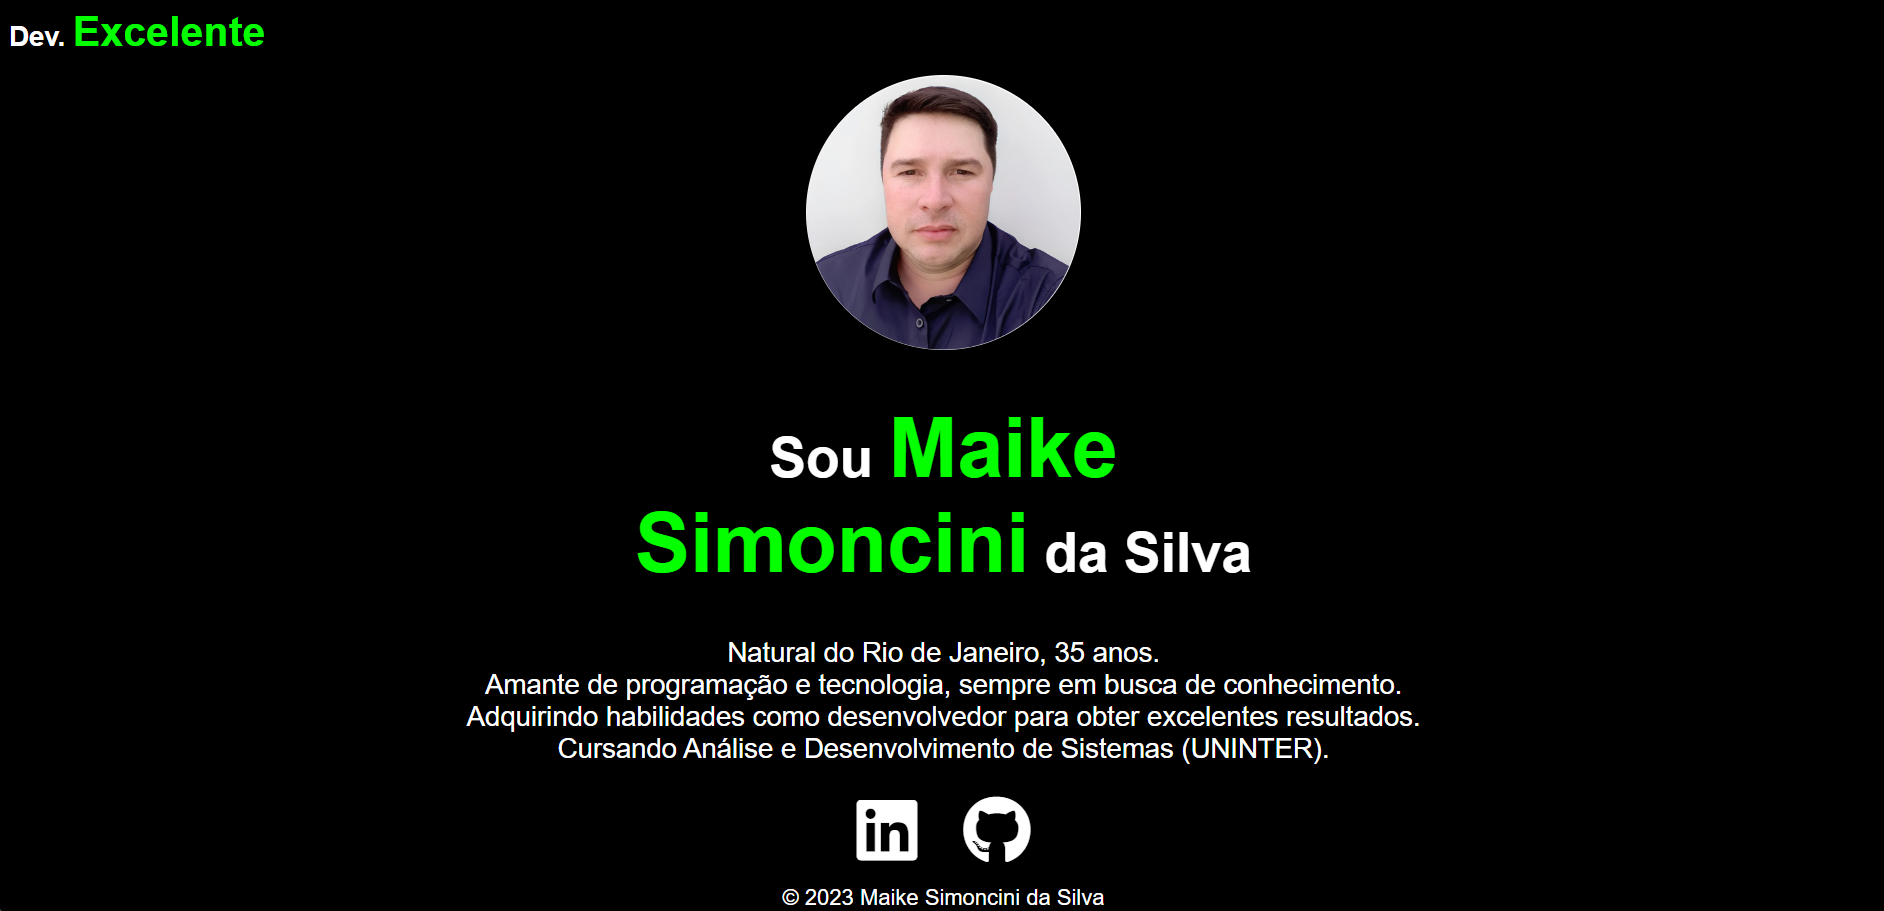 Dev. Excelente
Sou Maike
Simoncini da Silva
Natural do Rio de Janeiro, 35 anos.
Amante de programação e tecnologia, sempre em busca de conhecimento.
Adquirindo habilidades como desenvolvedor para obter excelentes resultados.
Cursando Análise e Desenvolvimento de Sistemas (UNINTER).
in
© 2023 Maike Simoncini da Silva